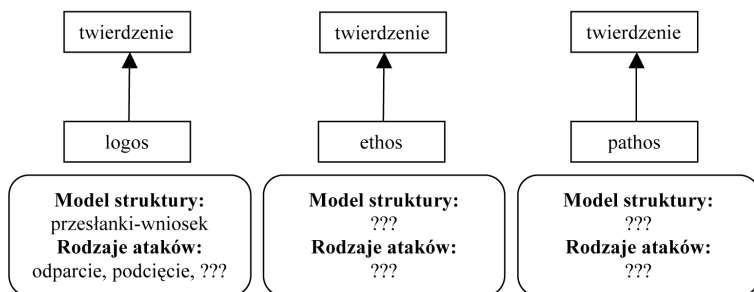 twierdzenie
logos
Model struktury:
przesłanki-wniosek
Rodzaje ataków:
odparcie, podcięcie, ???
twierdzenie
ethos
Model struktury:
???
Rodzaje ataków:
???
twierdzenie
pathos
Model struktury:
???
Rodzaje ataków:
???